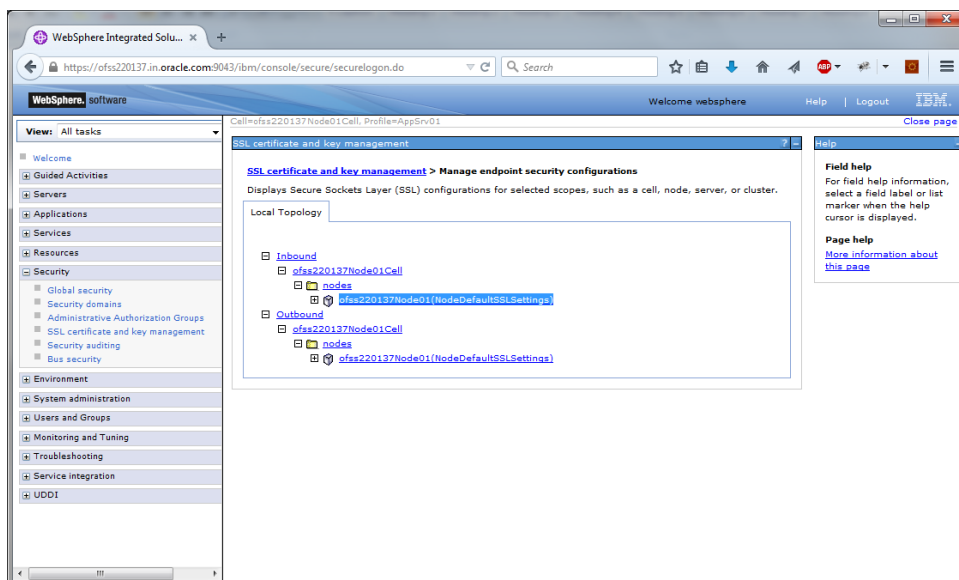 WebSphere Integrated Solu...
https://ofss220137.in.oracle.com:9043/ibm/console/secure/securelogon.do
Search
ABP
WebSphere. software
Welcome websphere
Help | Logout
IBM.
View: All tasks
Cell=ofss220137Node01Cell, Profile=AppSrv01
Close page
Welcome
Guided Activities
Servers
Applications
Services
Resources
Security
Global security
Security domains
Administrative Authorization Groups
SSL certificate and key management
Security auditing
Bus security
Environment
System administration
Users and Groups
Monitoring and Tuning
Troubleshooting
Service integration
UDDI
SSL certificate and key management
SSL certificate and key management > Manage endpoint security configurations
Displays Secure Sockets Layer (SSL) configurations for selected scopes, such as a cell, node, server, or cluster.
Local Topology
Inbound
ofss220137Node01Cell
nodes
ofss220137Node01(NodeDefaultSSLSettings)
Outbound
ofss220137Node01Cell
nodes
ofss220137Node01(NodeDefaultSSLSettings)
Help
Field help
For field help information,
select a field label or list
marker when the help
cursor is displayed.
Page help
More information about
this page